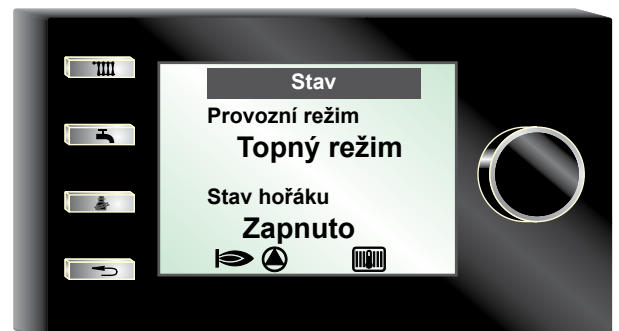 Stav
Provozní režim
Topný režim
Stav hořáku
Zapnuto